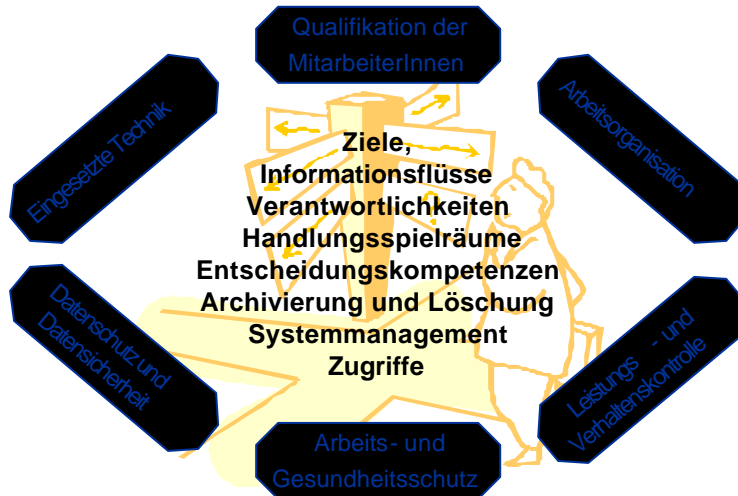 Qualifikation der
MitarbeiterInnen
Eingesetzte Technik
Arbeitsorganisation
Ziele,
Informationsflüsse
Verantwortlichkeiten
Handlungsspielräume
Entscheidungskompetenzen
Archivierung und Löschung
Systemmanagement
Zugriffe
Datenschutz und
Datensicherheit
Leistungs - und
Verhaltenskontrolle
Arbeits- und
Gesundheitsschutz